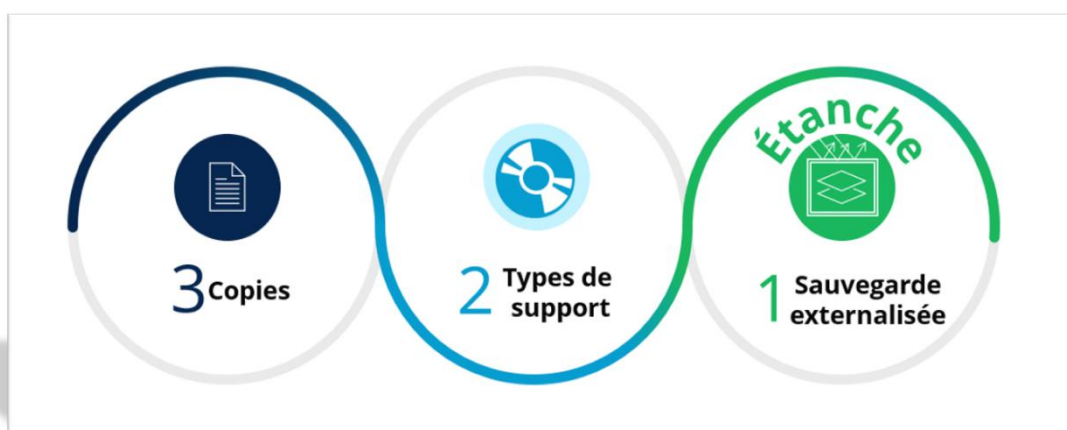 3 Copies
2 Types de
support
Étanche
1 Sauvegarde
externalisée